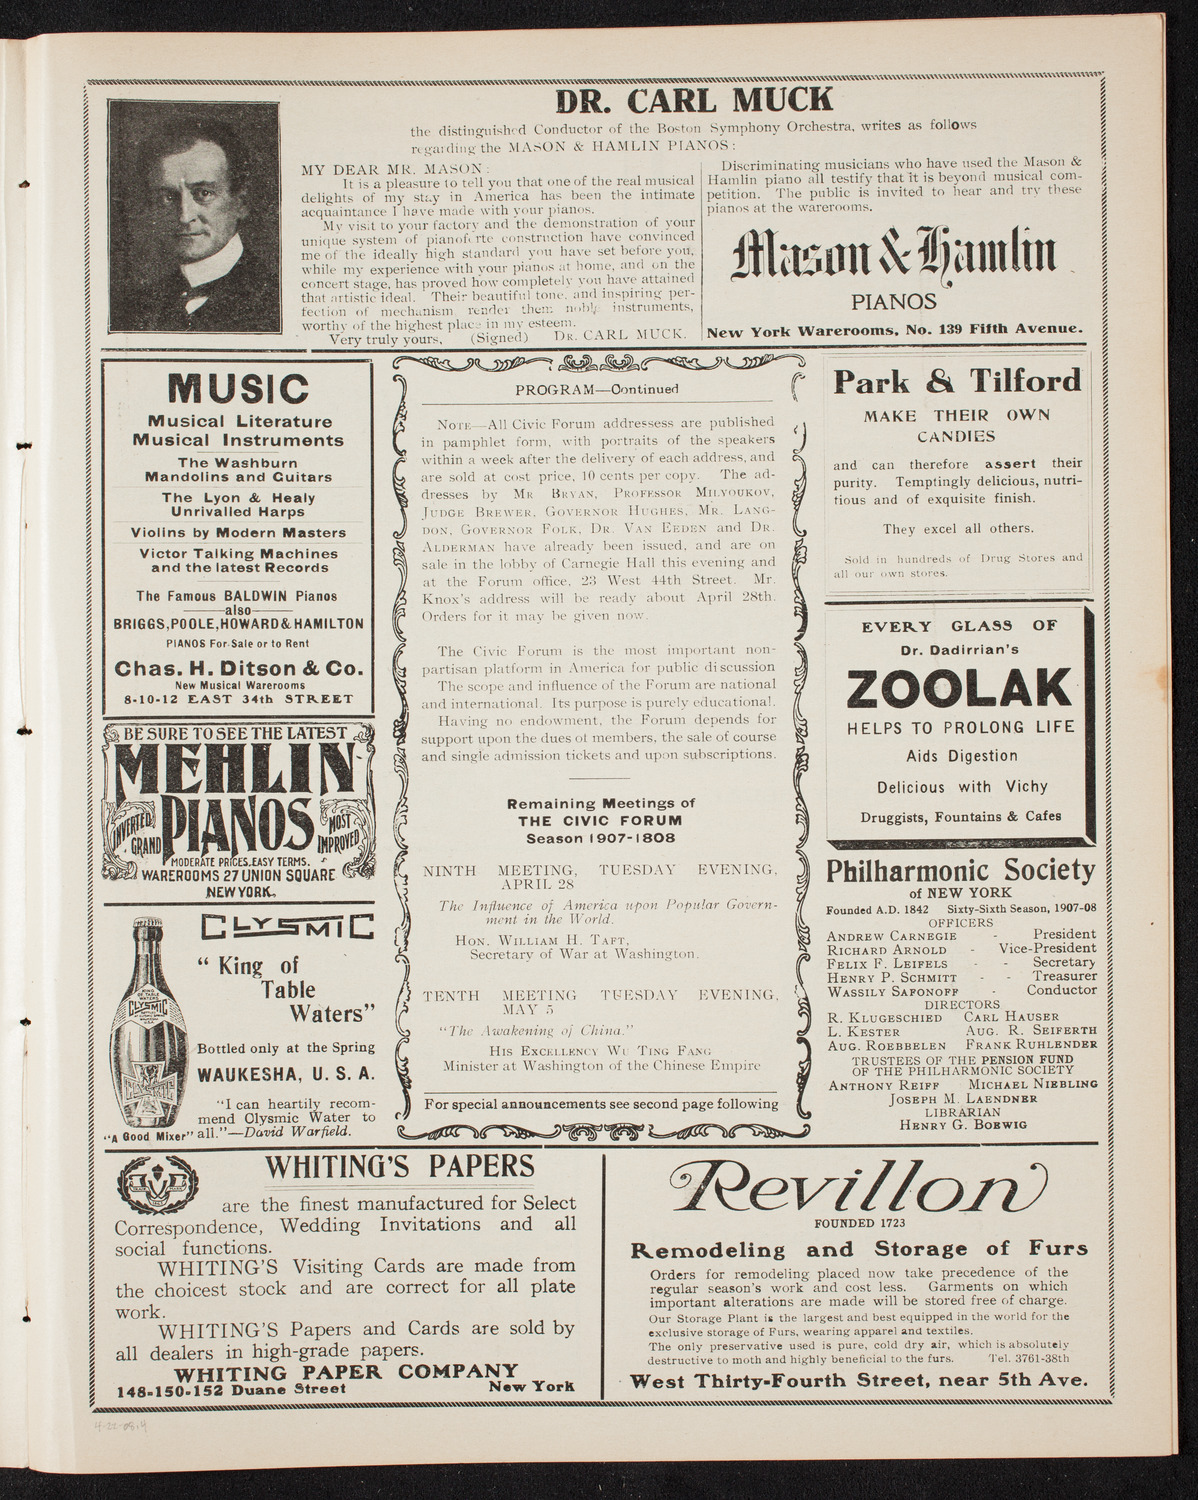 DR. CARL MUCK
the distinguished Conductor of the Boston Symphony Orchestra, writes as follows
regarding the MASON & HAMLIN PIANOS:
MY DEAR MR. MASON:
It is a pleasure to tell you that one of the real musical
delights of my stay in America has been the intimate
acquaintance I have made with your pianos.
My visit to your factory and the demonstration of your
unique system of pianoforte construction have convinced
me of the ideally high standard you have set before you,
while my experience with your pianos at home, and on the
concert stage, has proved how completely you have attained
that artistic ideal. Their beautiful tone, and inspiring per-
fection of mechanism render them nobly instruments,
worthy of the highest place in my esteem.
Very truly yours, (Signed) DR. CARL MUCK.
Discriminating musicians who have used the Mason &
Hamlin piano all testify that it is beyond musical com-
petition. The public is invited to hear and try these
pianos at the warerooms.
Mason & Hamlin
PIANOS
New York Warerooms, No. 139 Fifth Avenue.
MUSIC
Musical Literature
Musical Instruments
The Washburn
Mandolins and Guitars
The Lyon & Healy
Unrivalled Harps
Violins by Modern Masters
Victor Talking Machines
and the latest Records
The Famous BALDWIN Pianos
also
BRIGGS, POOLE, HOWARD & HAMILTON
PIANOS For Sale or to Rent
Chas. H. Ditson & Co.
New Musical Warerooms
8-10-12 EAST 34th STREET
BE SURE TO SEE THE LATEST
MEHLIN
PIANOS
INVERTED
GRAND
MOST
IMPROVED
MODERATE PRICES. EASY TERMS.
WAREROOMS 27 UNION SQUARE
NEW YORK.
CLYSMIC
"King of
Table
Waters"
Bottled only at the Spring
WAUKESHA, U. S. A.
"I can heartily recom-
mend Clysmic Water to
all."—David Warfield.
"A Good Mixer"
CLYSMIC
PROGRAM—Continued
NOTE—All Civic Forum addressess are published
in pamphlet form, with portraits of the speakers
within a week after the delivery of each address, and
are sold at cost price, 10 cents per copy. The ad-
dresses by MR BRYAN, PROFESSOR MILYOUKOV,
JUDGE BREWER, GOVERNOR HUGHES, MR. LANG-
DON, GOVERNOR FOLK, DR. VAN EEDEN and DR.
ALDERMAN have already been issued, and are on
sale in the lobby of Carnegie Hall this evening and
at the Forum office, 23 West 44th Street. Mr.
Knox's address will be ready about April 28th.
Orders for it may be given now.
The Civic Forum is the most important non-
partisan platform in America for public discussion
The scope and influence of the Forum are national
and international. Its purpose is purely educational.
Having no endowment, the Forum depends for
support upon the dues of members, the sale of course
and single admission tickets and upon subscriptions.
Remaining Meetings of
THE CIVIC FORUM
Season 1907-1808
NINTH MEETING, TUESDAY EVENING,
APRIL 28
The Influence of America upon Popular Govern-
ment in the World.
HON. WILLIAM H. TAFT,
Secretary of War at Washington.
TENTH MEETING TUESDAY EVENING,
MAY 5
"The Awakening of China."
HIS EXCELLENCY WU TING FANG
Minister at Washington of the Chinese Empire
For special announcements see second page following
Park & Tilford
MAKE THEIR OWN
CANDIES
and can therefore assert their
purity. Temptingly delicious, nutri-
tious and of exquisite finish.
They excel all others.
Sold in hundreds of Drug Stores and
all our own stores.
EVERY GLASS OF
Dr. Dadirrian's
ZOOLAK
HELPS TO PROLONG LIFE
Aids Digestion
Delicious with Vichy
Druggists, Fountains & Cafes
Philharmonic Society
of NEW YORK
Founded A.D. 1842 Sixty-Sixth Season, 1907-08
OFFICERS
ANDREW CARNEGIE - President
RICHARD ARNOLD - Vice-President
FELIX F. LEIFELS - - Secretary
HENRY P. SCHMITT - - Treasurer
WASSILY SAFONOFF - Conductor
DIRECTORS
R. KLUGESCHIED CARL HAUSER
L. KESTER AUG. R. SEIFERTH
AUG. ROEBBELEN FRANK RUHLENDER
TRUSTEES OF THE PENSION FUND
OF THE PHILHARMONIC SOCIETY
ANTHONY REIFF MICHAEL NIEBLING
JOSEPH M. LAENDNER
LIBRARIAN
HENRY G. BOEWIG
WHITING'S PAPERS
are the finest manufactured for Select
Correspondence, Wedding Invitations and all
social functions.
WHITING'S Visiting Cards are made from
the choicest stock and are correct for all plate
work.
WHITING'S Papers and Cards are sold by
all dealers in high-grade papers.
WHITING PAPER COMPANY
148-150-152 Duane Street New York
Revillon
FOUNDED 1723
Remodeling and Storage of Furs
Orders for remodeling placed now take precedence of the
regular season's work and cost less. Garments on which
important alterations are made will be stored free of charge.
Our Storage Plant is the largest and best equipped in the world for the
exclusive storage of Furs, wearing apparel and textiles.
The only preservative used is pure, cold dry air, which is absolutely
destructive to moth and highly beneficial to the furs. Tel. 3761-38th
West Thirty-Fourth Street, near 5th Ave.
4-22-08.4